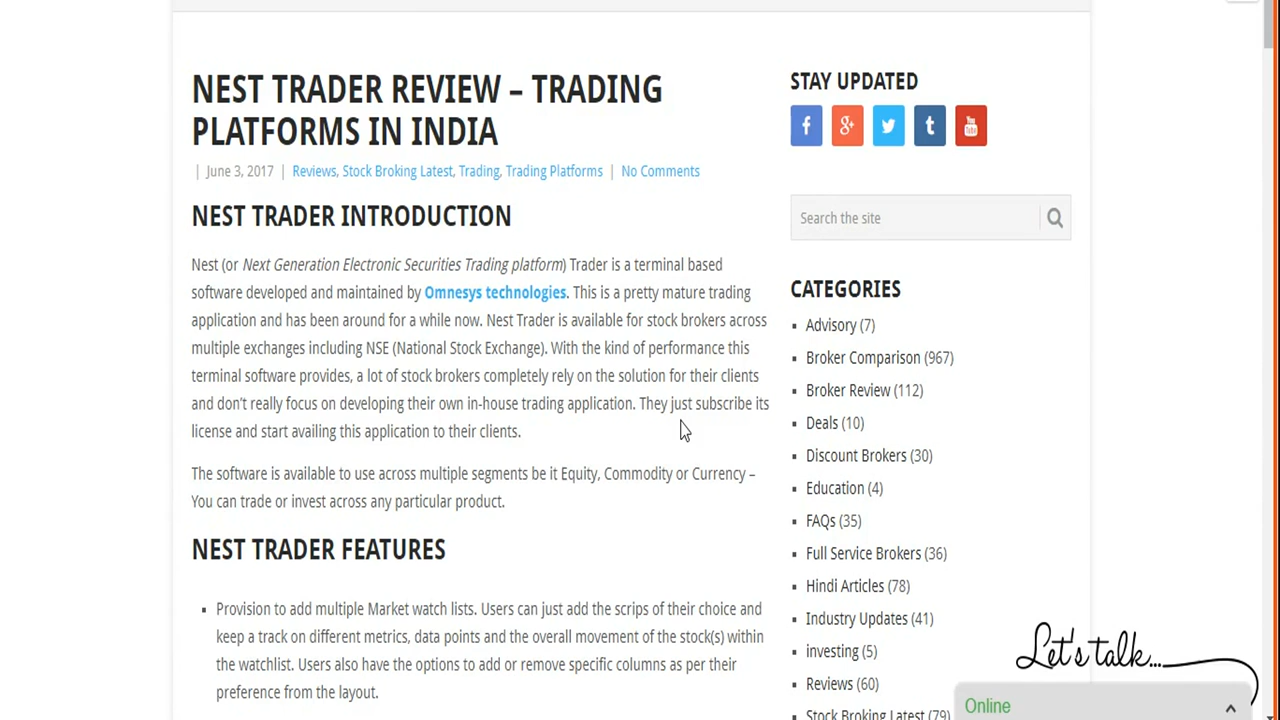 NEST TRADER REVIEW – TRADING
PLATFORMS IN INDIA
| June 3, 2017 | Reviews, Stock Broking Latest, Trading, Trading Platforms | No Comments
NEST TRADER INTRODUCTION
Nest (or Next Generation Electronic Securities Trading platform) Trader is a terminal based
software developed and maintained by Omnesys technologies. This is a pretty mature trading
application and has been around for a while now. Nest Trader is available for stock brokers across
multiple exchanges including NSE (National Stock Exchange). With the kind of performance this
terminal software provides, a lot of stock brokers completely rely on the solution for their clients
and don't really focus on developing their own in-house trading application. They just subscribe its
license and start availing this application to their clients.
The software is available to use across multiple segments be it Equity, Commodity or Currency –
You can trade or invest across any particular product.
NEST TRADER FEATURES
▪ Provision to add multiple Market watch lists. Users can just add the scrips of their choice and
keep a track on different metrics, data points and the overall movement of the stock(s) within
the watchlist. Users also have the options to add or remove specific columns as per their
preference from the layout.
STAY UPDATED
f g+ t You Tube
Search the site
CATEGORIES
▪ Advisory (7)
▪ Broker Comparison (967)
▪ Broker Review (112)
▪ Deals (10)
▪ Discount Brokers (30)
▪ Education (4)
▪ FAQs (35)
▪ Full Service Brokers (36)
▪ Hindi Articles (78)
▪ Industry Updates (41)
▪ investing (5)
▪ Reviews (60)
▪ Stock Broking Latest (79)
Let's talk...
Online